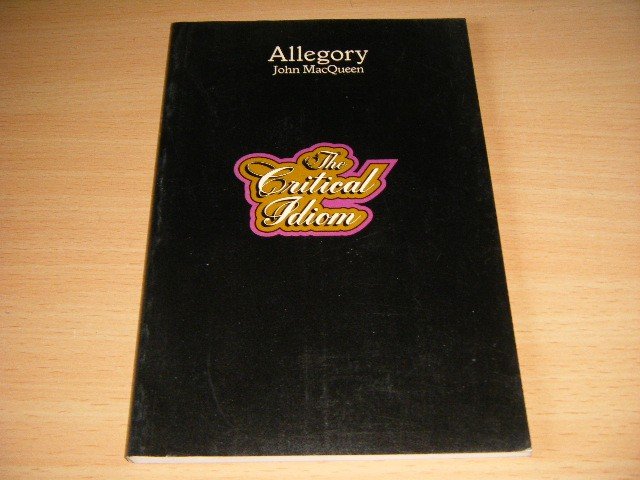 Allegory
John MacQueen
The
Critical
Idiom